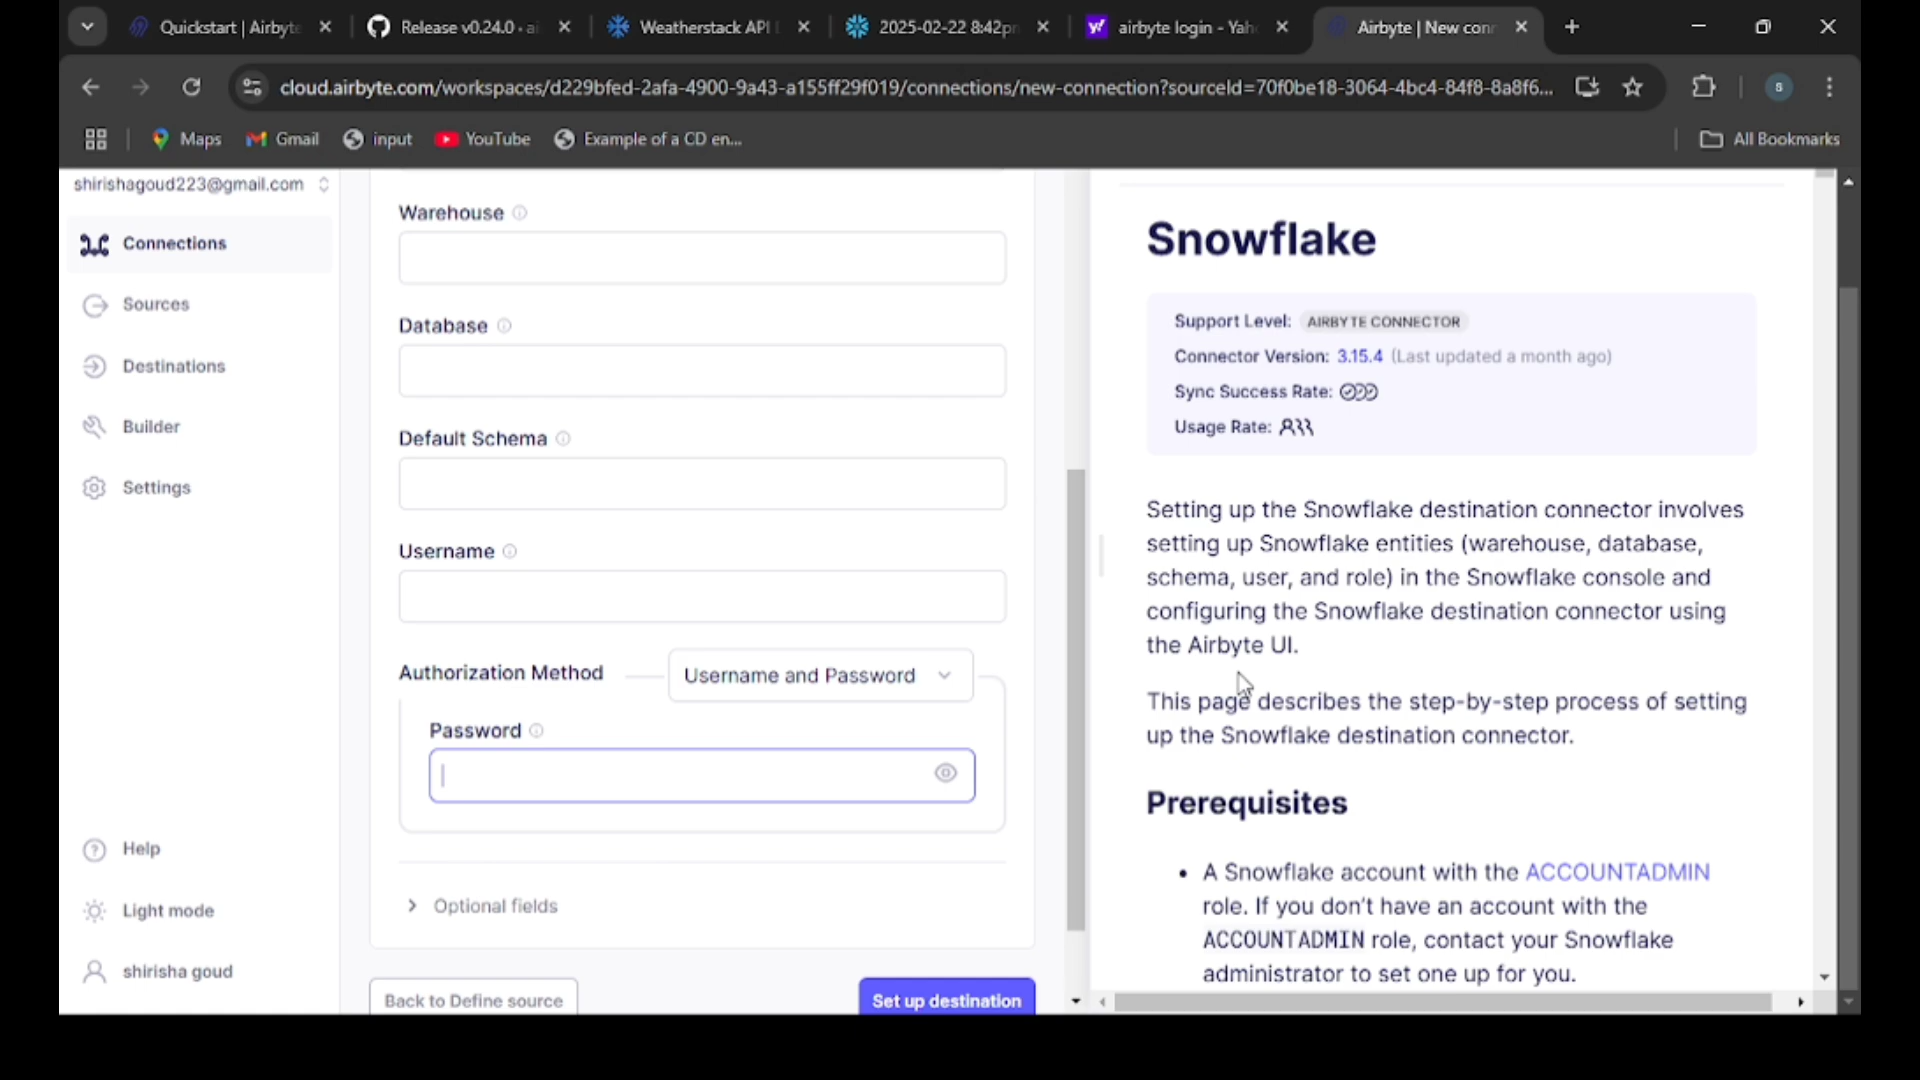 Quickstart | Airbyte
Release v0.24.0 · ai
Weatherstack API
2025-02-22 8:42p
airbyte login - Yah
Airbyte | New con
cloud.airbyte.com/workspaces/d229bfed-2afa-4900-9a43-a155ff29f019/connections/new-connection?sourceId=70f0be18-3064-4bc4-84f8-8a8f6...
s
Maps
Gmail
input
YouTube
Example of a CD en...
All Bookmarks
shirishagoud223@gmail.com
Connections
Sources
Destinations
Builder
Settings
Help
Light mode
shirisha goud
Warehouse
Database
Default Schema
Username
Authorization Method
Username and Password
Password
Optional fields
Back to Define source
Set up destination
Snowflake
Support Level: AIRBYTE CONNECTOR
Connector Version: 3.15.4 (Last updated a month ago)
Sync Success Rate:
Usage Rate:
Setting up the Snowflake destination connector involves
setting up Snowflake entities (warehouse, database,
schema, user, and role) in the Snowflake console and
configuring the Snowflake destination connector using
the Airbyte UI.
This page describes the step-by-step process of setting
up the Snowflake destination connector.
Prerequisites
• A Snowflake account with the ACCOUNTADMIN
role. If you don't have an account with the
ACCOUNTADMIN role, contact your Snowflake
administrator to set one up for you.